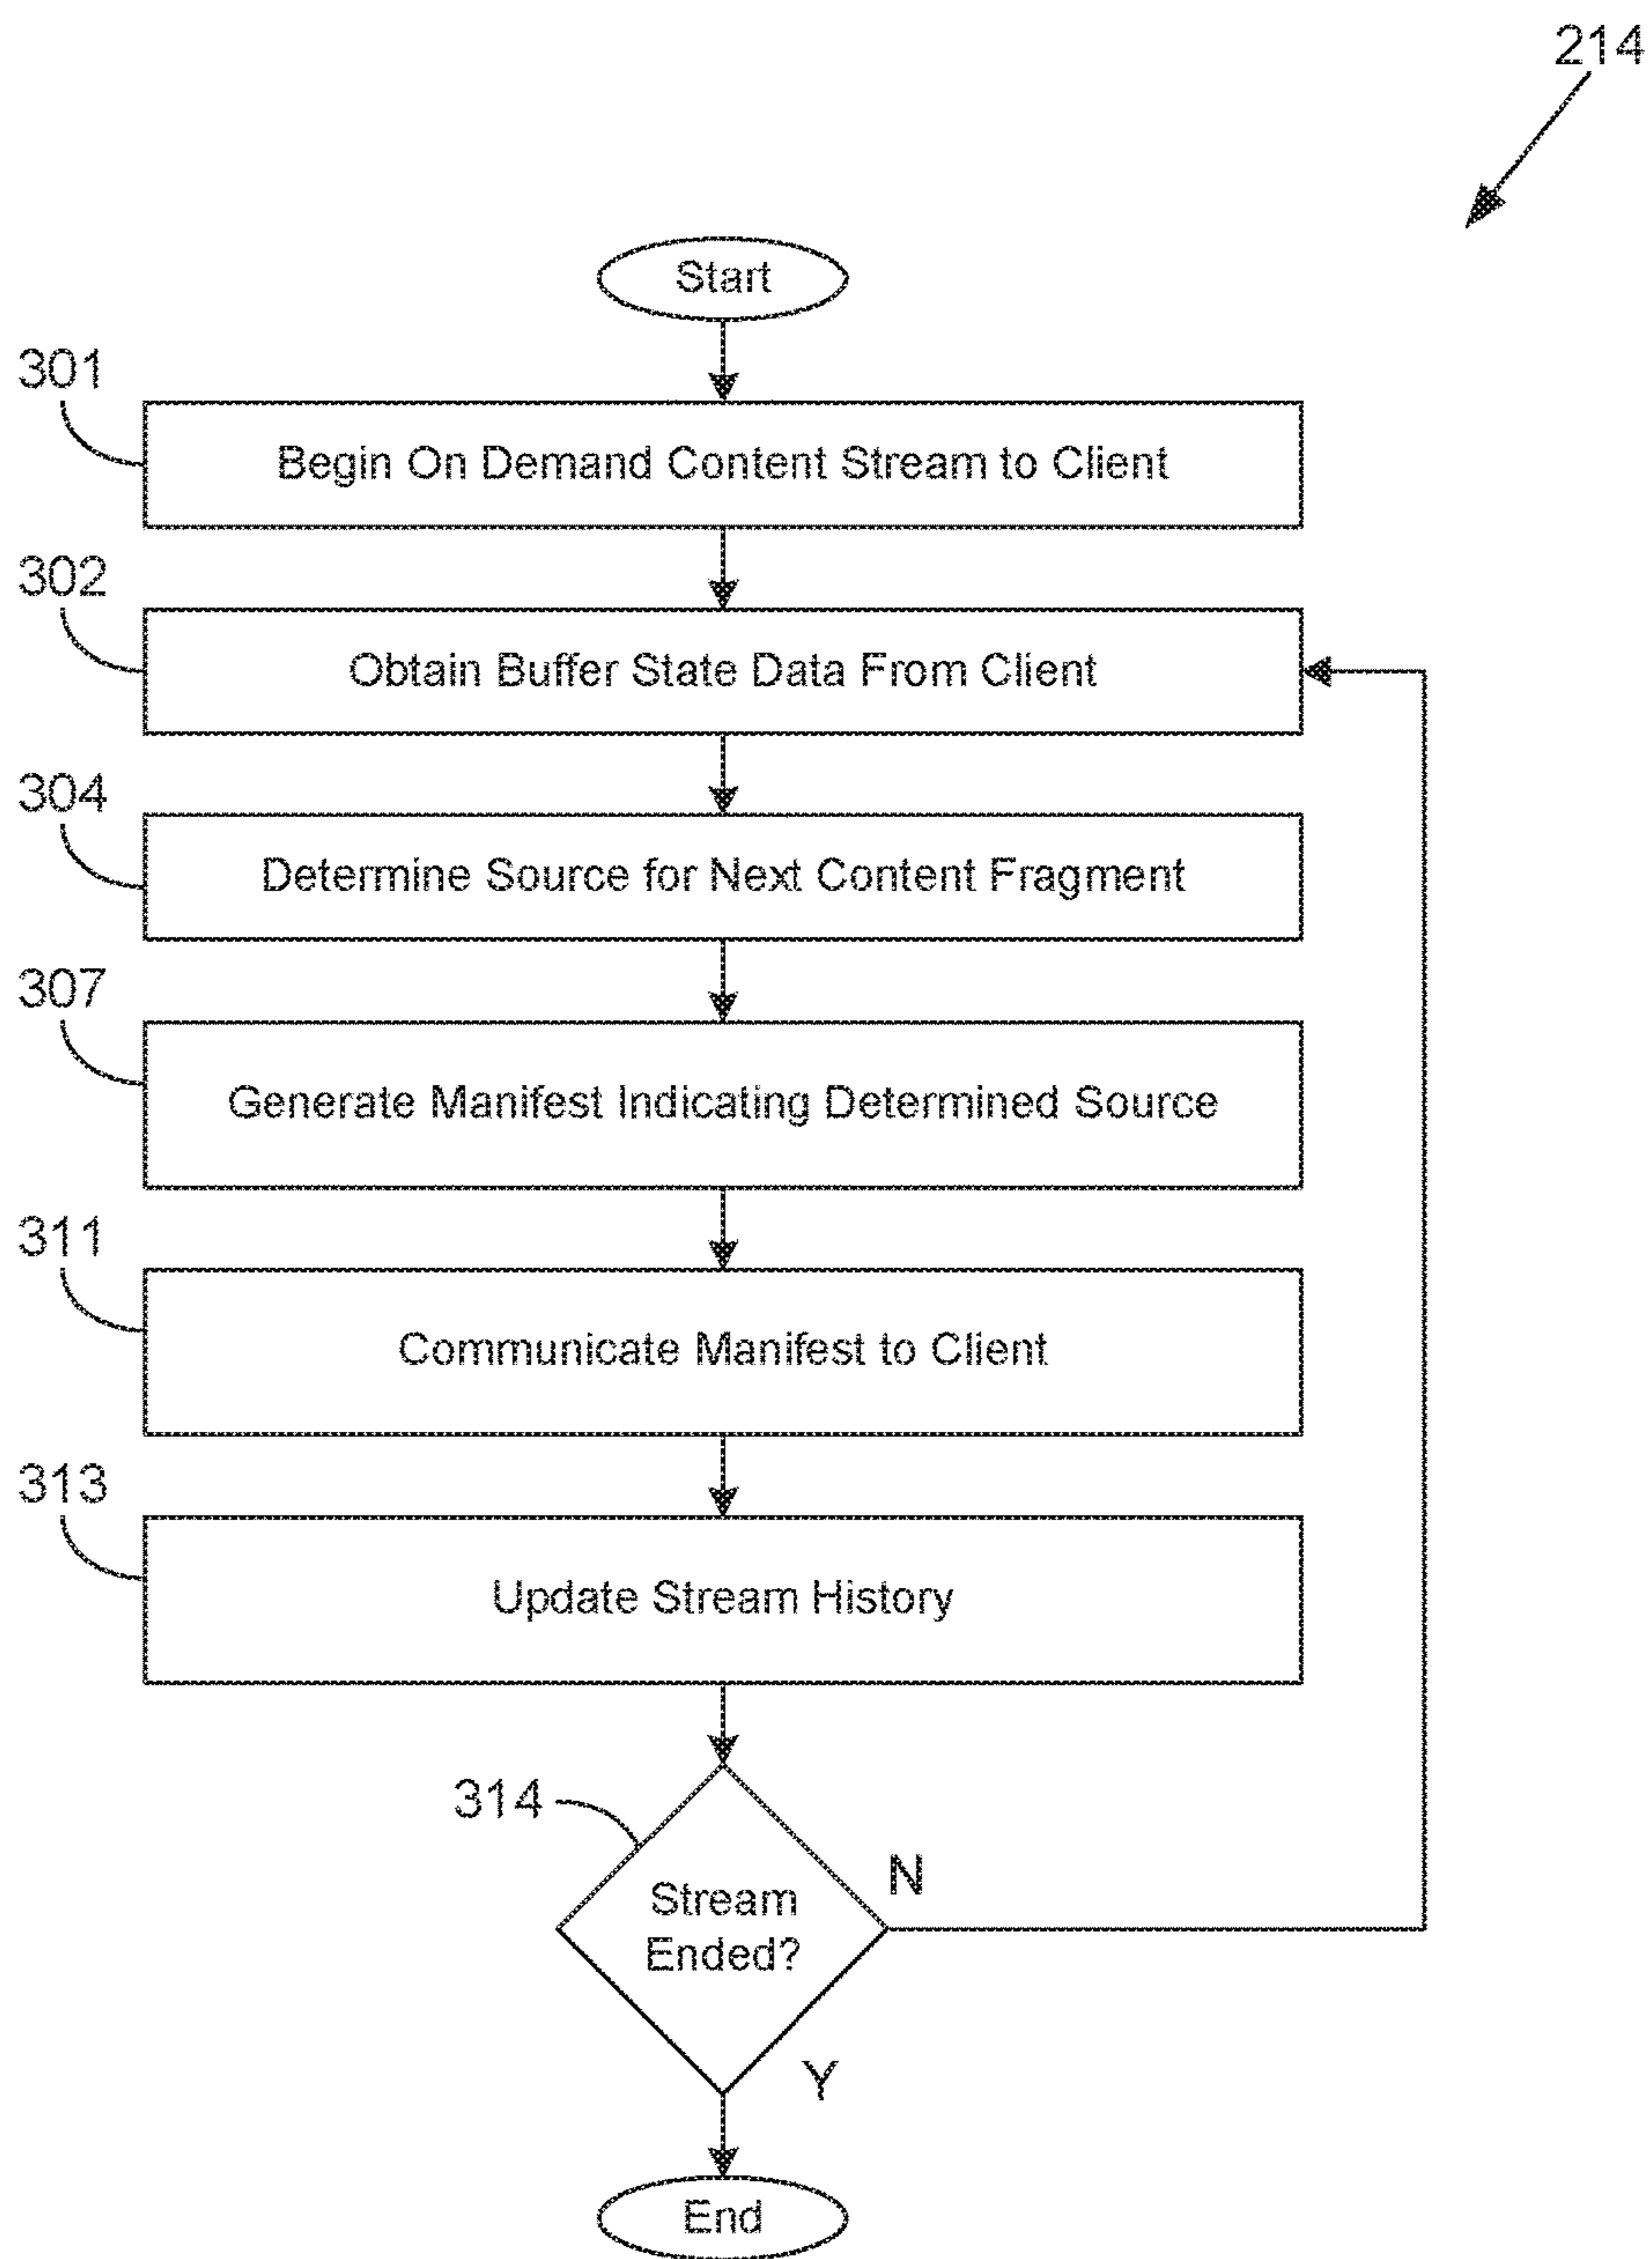 214
Start
301
Begin On Demand Content Stream to Client
302
Obtain Buffer State Data From Client
304
Determine Source for Next Content Fragment
307
Generate Manifest Indicating Determined Source
311
Communicate Manifest to Client
313
Update Stream History
314
Stream
Ended?
N
Y
End